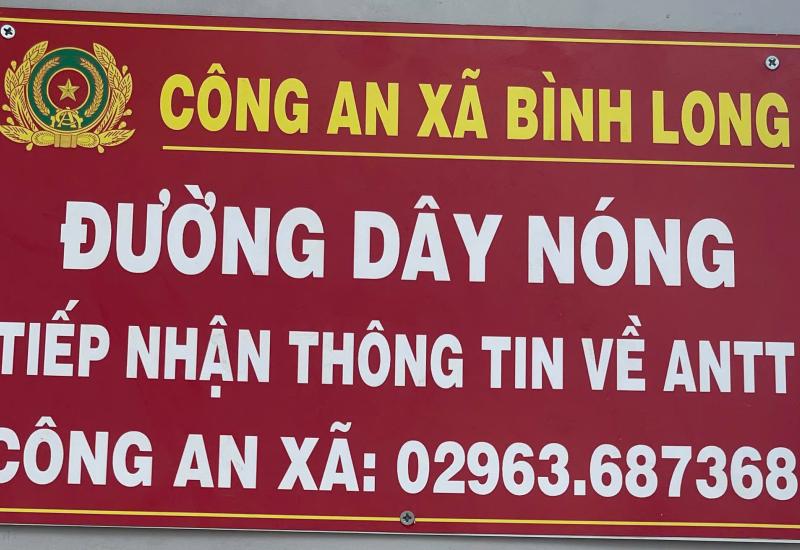 CÔNG AN XÃ BÌNH LONG
ĐƯỜNG DÂY NÓNG
TIẾP NHẬN THÔNG TIN VỀ ANTT
CÔNG AN XÃ: 02963.687368